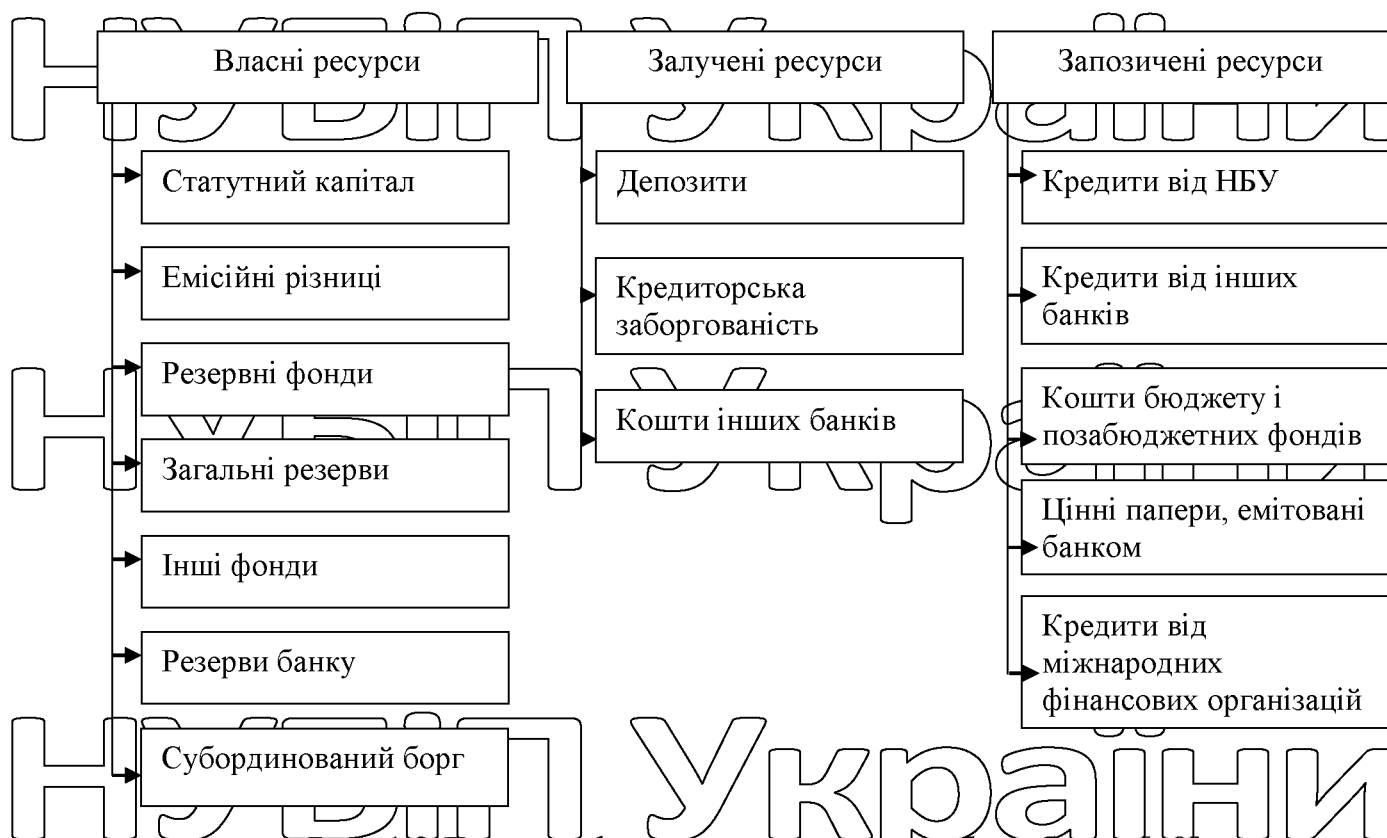 НУБіП України
Власні ресурси
Залучені ресурси
Запозичені ресурси
Статутний капітал
Депозити
Кредити від НБУ
Емісійні різниці
Кредиторська
заборгованість
Кредити від інших
банків
Резервні фонди
НУБіП України
Кошти інших банків
Кошти бюджету і
позабюджетних фондів
Загальні резерви
Цінні папери, емітовані
банком
Інші фонди
Резерви банку
Кредити від
міжнародних
фінансових організацій
Субординований борг
НУБіП України